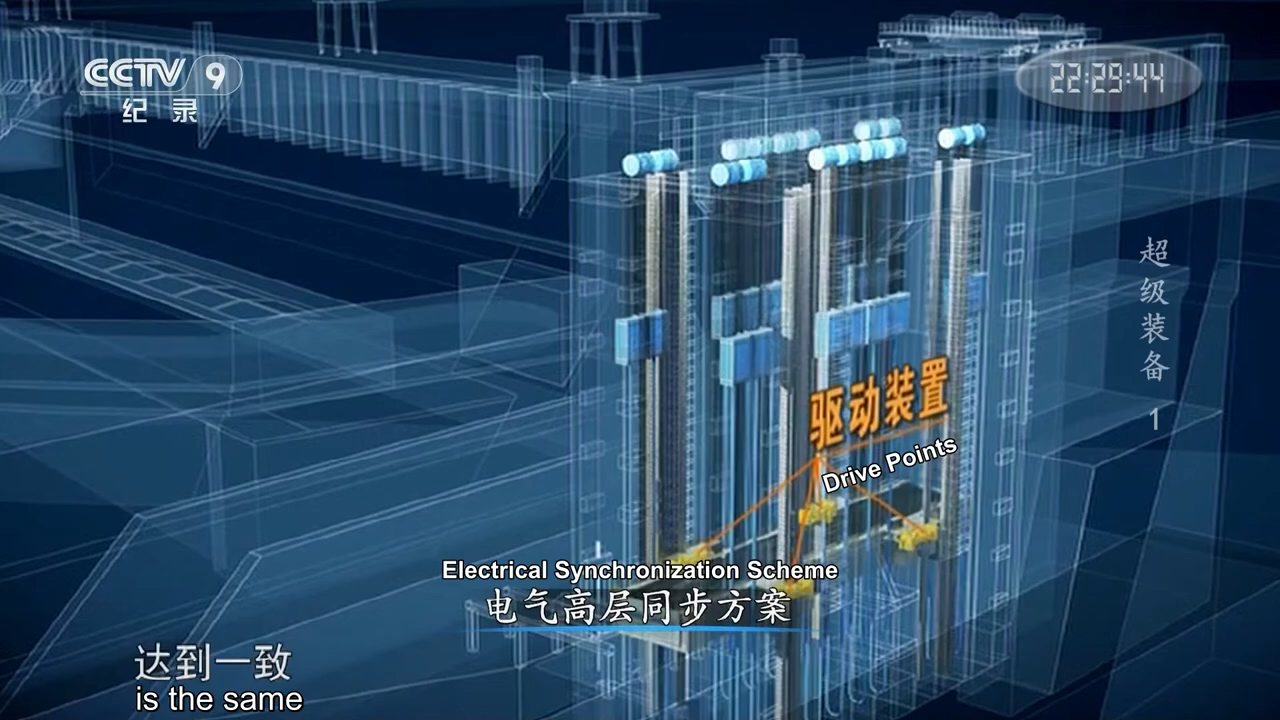 CCTV 9
纪录
22:29:44
超级装备 1
驱动装置
Drive Points
Electrical Synchronization Scheme
电气高层同步方案
达到一致
is the same